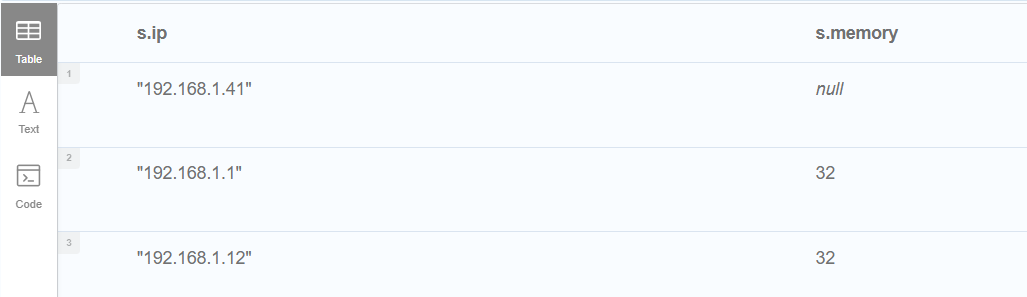 s.ip s.memory
Table
1
"192.168.1.41" null
Text
2
"192.168.1.1" 32
Code
3
"192.168.1.12" 32